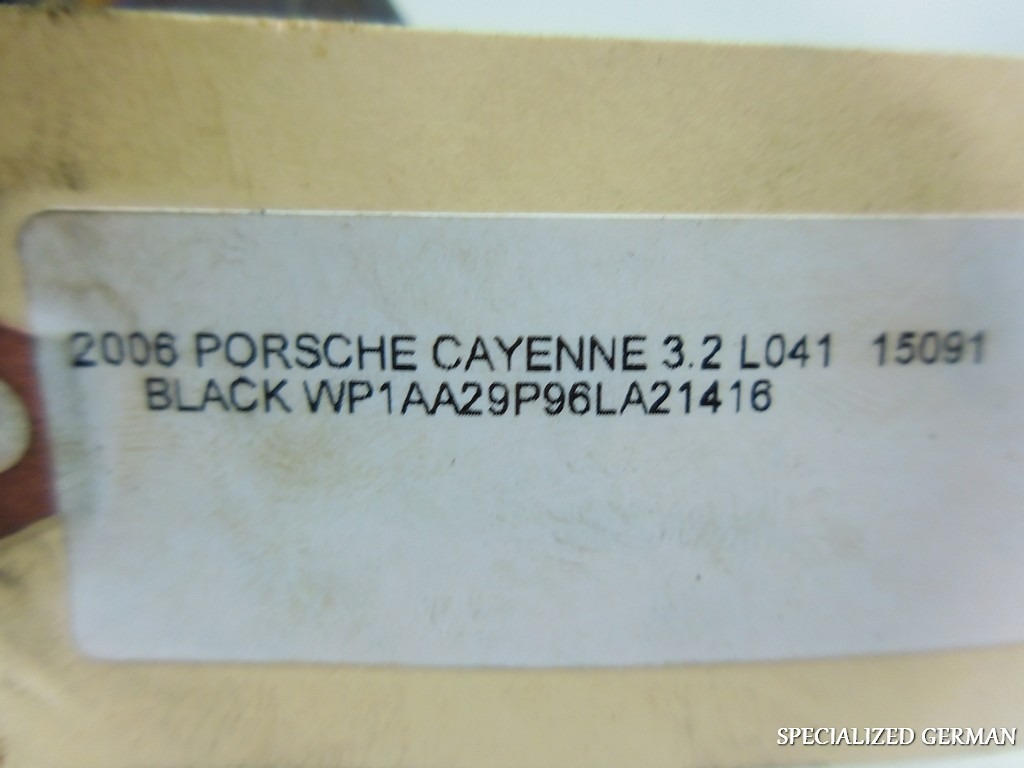 2006 PORSCHE CAYENNE 3.2 L041 15091
BLACK WP1AA29P96LA21416
SPECIALIZED GERMAN